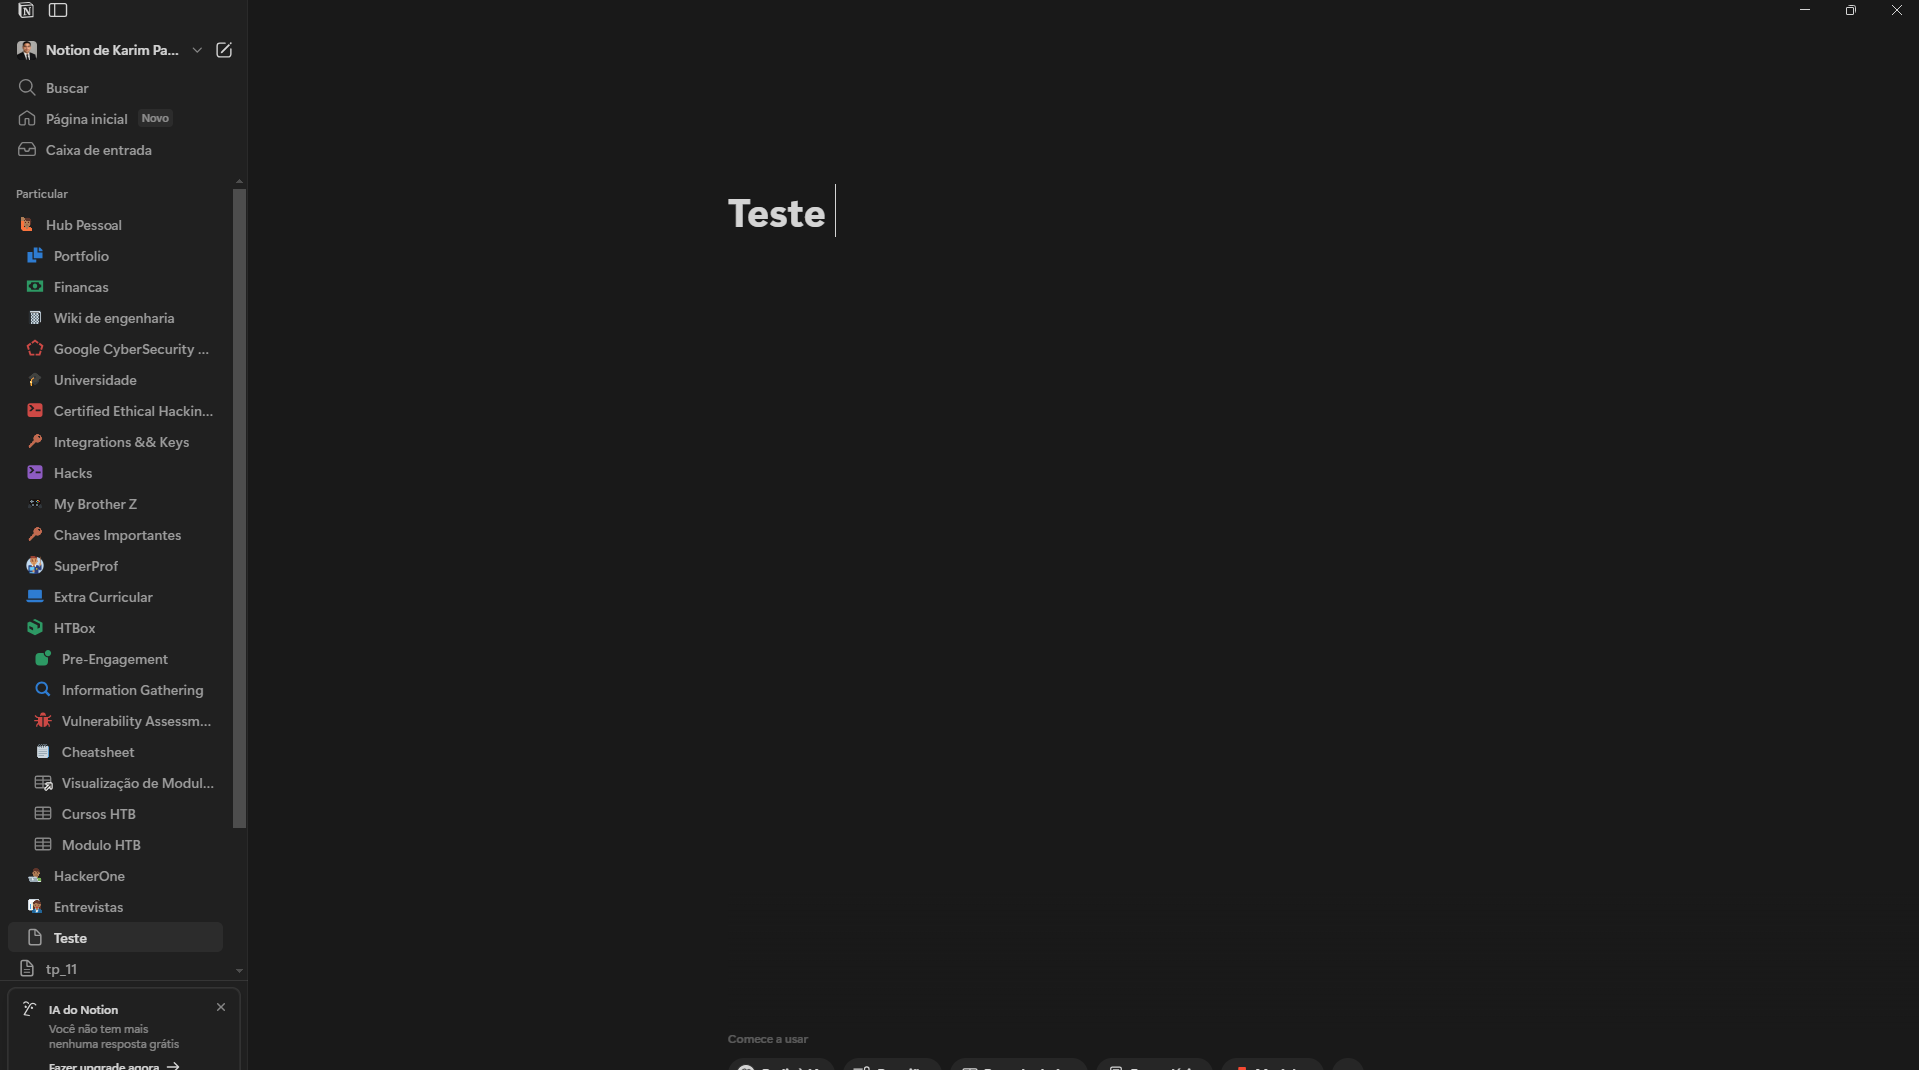 Notion de Karim Pa...
Buscar
Página inicial Novo
Caixa de entrada
Particular
Hub Pessoal
Portfolio
Financas
Wiki de engenharia
Google CyberSecurity ...
Universidade
Certified Ethical Hackin...
Integrations && Keys
Hacks
My Brother Z
Chaves Importantes
SuperProf
Extra Curricular
HTBox
Pre-Engagement
Information Gathering
Vulnerability Assessm...
Cheatsheet
Visualização de Modul...
Cursos HTB
Modulo HTB
HackerOne
Entrevistas
Teste
tp_11
IA do Notion
Você não tem mais
nenhuma resposta grátis
Fazer upgrade agora
Teste
Comece a usar